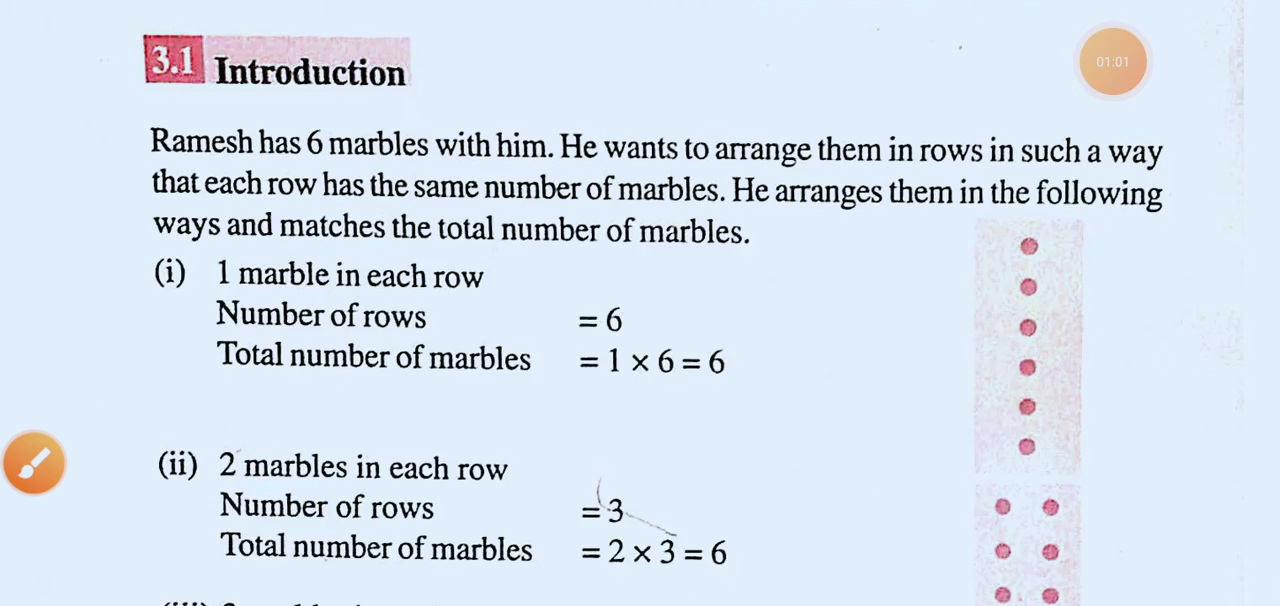 3.1 Introduction
01:01
Ramesh has 6 marbles with him. He wants to arrange them in rows in such a way
that each row has the same number of marbles. He arranges them in the following
ways and matches the total number of marbles.
(i) 1 marble in each row
Number of rows = 6
Total number of marbles = 1 × 6 = 6
(ii) 2 marbles in each row
Number of rows = 3
Total number of marbles = 2 × 3 = 6